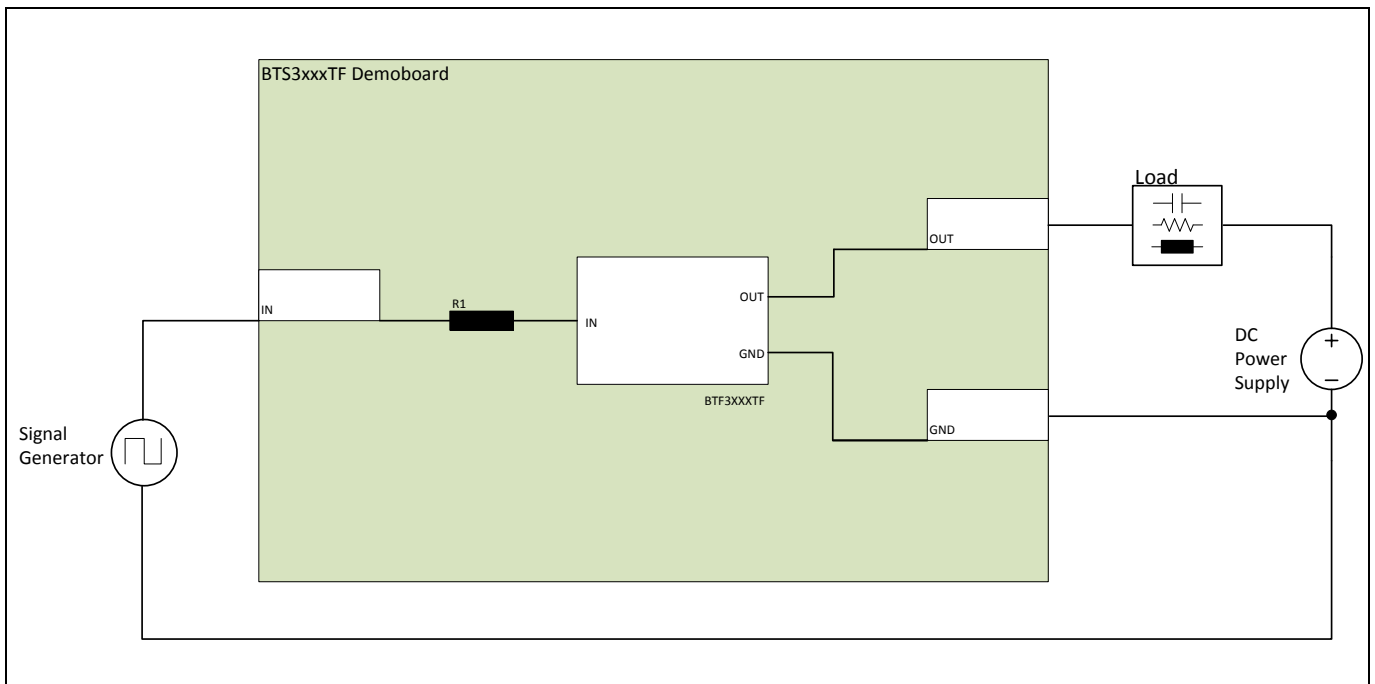 BTS3xxxTF Demoboard
Load
OUT
IN
R1
OUT
IN
GND
BTF3XXXTF
DC
Power
Supply
+
−
GND
Signal
Generator